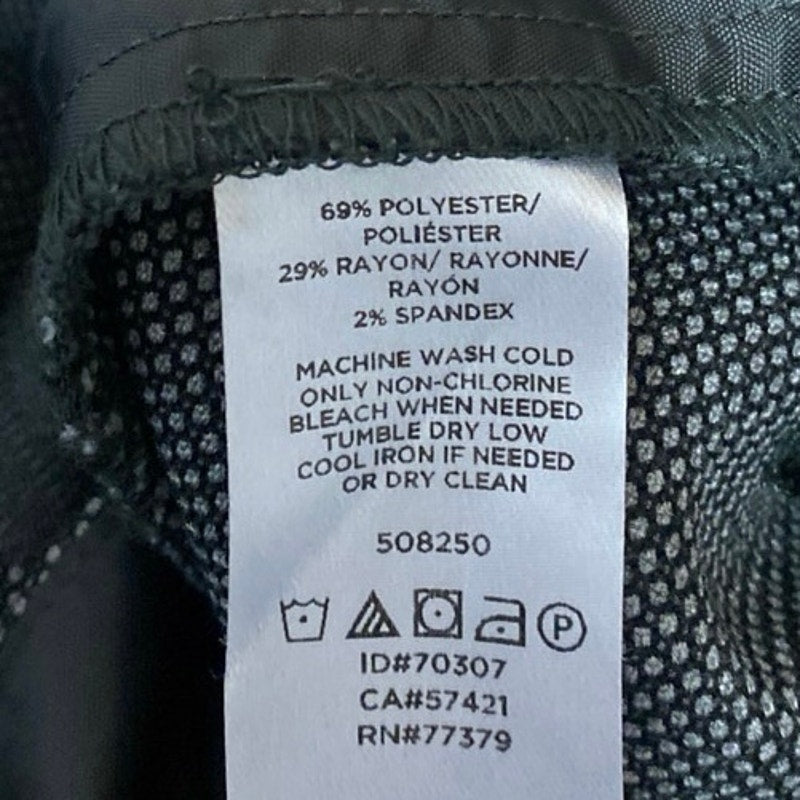 69% POLYESTER/
POLIÉSTER
29% RAYON/ RAYONNE/
RAYÓN
2% SPANDEX
MACHINE WASH COLD
ONLY NON-CHLORINE
BLEACH WHEN NEEDED
TUMBLE DRY LOW
COOL IRON IF NEEDED
OR DRY CLEAN
508250
P
ID#70307
CA#57421
RN#77379